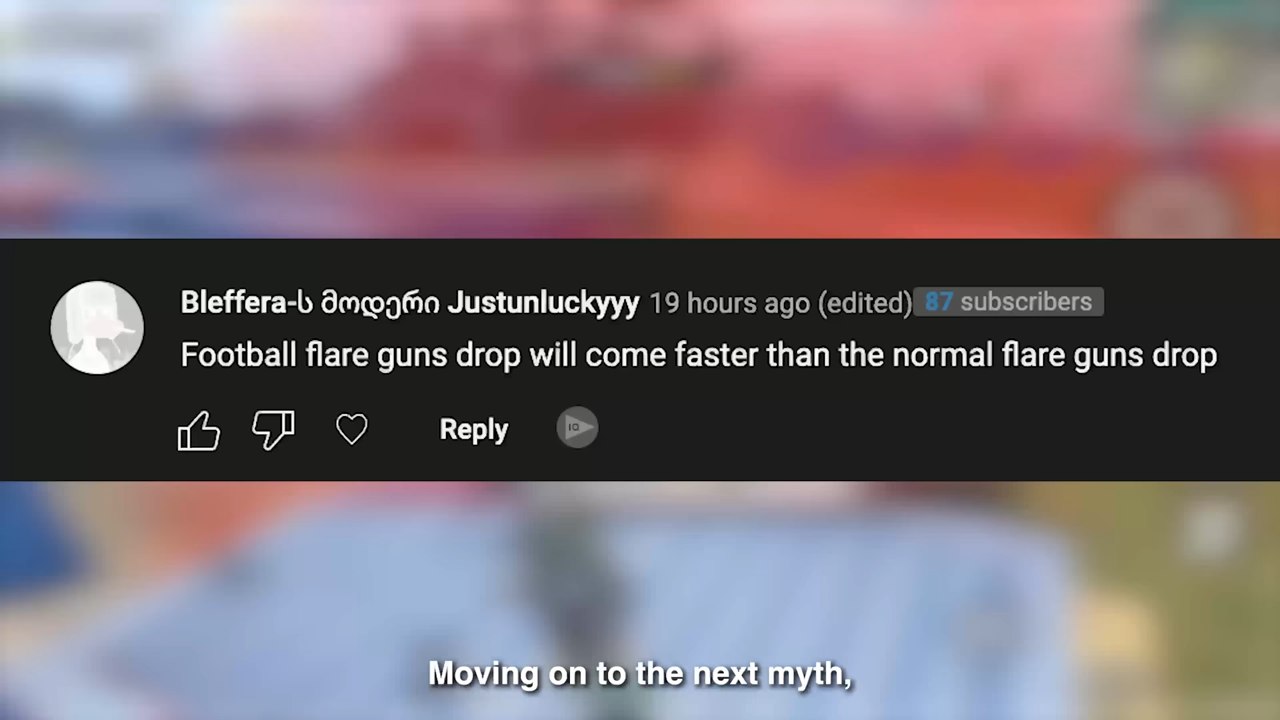 Bleffera-ს მოდერი Justunluckyyy 19 hours ago (edited) 87 subscribers
Football flare guns drop will come faster than the normal flare guns drop
Reply IQ
Moving on to the next myth,